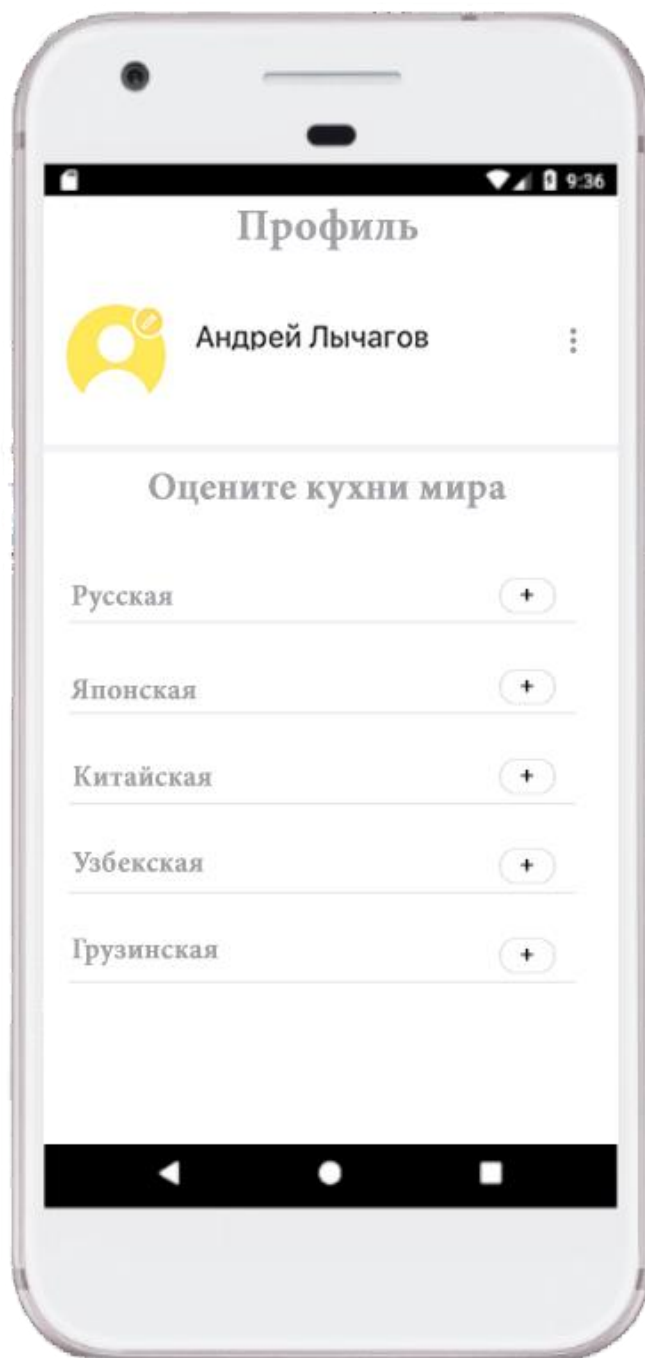 9:36
Профиль
Андрей Лычагов
Оцените кухни мира
Русская +
Японская +
Китайская +
Узбекская +
Грузинская +